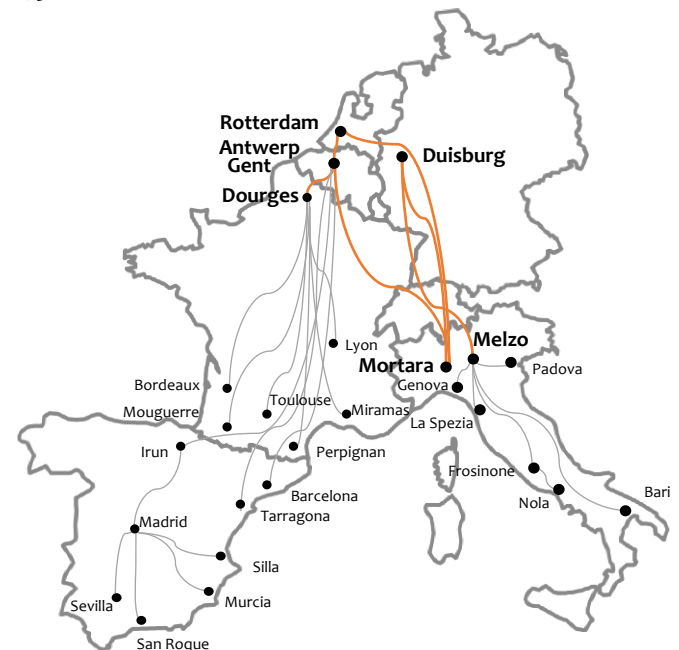 Rotterdam
Antwerp
Gent
Duisburg
Dourges
Melzo
Lyon
Mortara
Padova
Genova
Bordeaux
Toulouse
Mouguerre
Miramas
La Spezia
Irun
Perpignan
Frosinone
Barcelona
Bari
Nola
Tarragona
Madrid
Silla
Sevilla
Murcia
San Roque